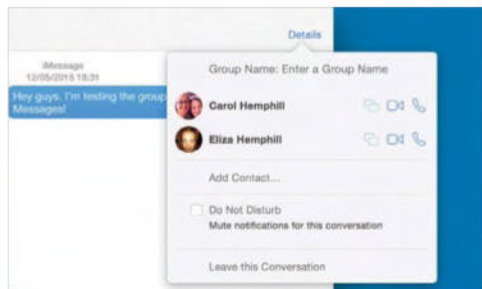 Details
iMessage
12/05/2015 18:31
Hey guys. I'm testing the group
Messages!
Group Name: Enter a Group Name
Carol Hemphill
Eliza Hemphill
Add Contact...
Do Not Disturb
Mute notifications for this conversation
Leave this Conversation